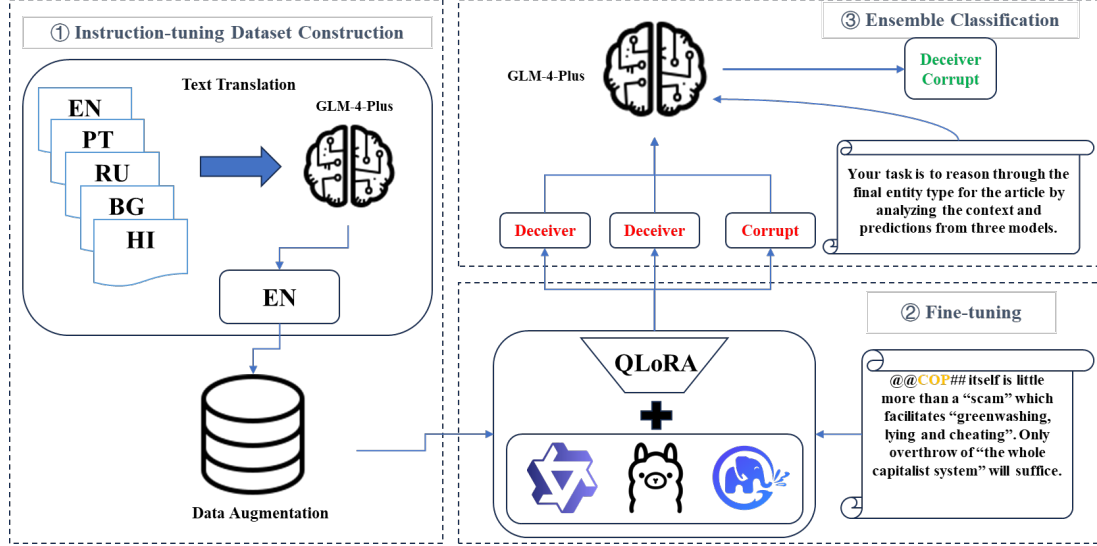 ① Instruction-tuning Dataset Construction
Text Translation
GLM-4-Plus
EN
PT
RU
BG
HI
EN
Data Augmentation
③ Ensemble Classification
GLM-4-Plus
Deceiver
Corrupt
Your task is to reason through the
final entity type for the article by
analyzing the context and
predictions from three models.
Deceiver
Deceiver
Corrupt
② Fine-tuning
QLoRA
@@COP## itself is little
more than a “scam” which
facilitates “greenwashing,
lying and cheating”. Only
overthrow of “the whole
capitalist system” will suffice.